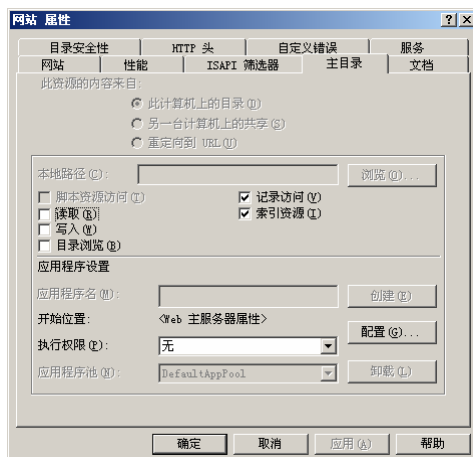 网站 属性
目录安全性 HTTP 头 自定义错误 服务
网站 性能 ISAPI 筛选器 主目录 文档
此资源的内容来自:
此计算机上的目录(D)
另一台计算机上的共享(S)
重定向到 URL(U)
本地路径(C): 浏览(O)...
脚本资源访问(T) 记录访问(V)
读取(R) 索引资源(I)
写入(W)
目录浏览(B)
应用程序设置
应用程序名(M): 创建(E)
开始位置: <Web 主服务器属性>
配置(G)...
执行权限(P): 无
应用程序池(N): DefaultAppPool 卸载(L)
确定 取消 应用(A) 帮助